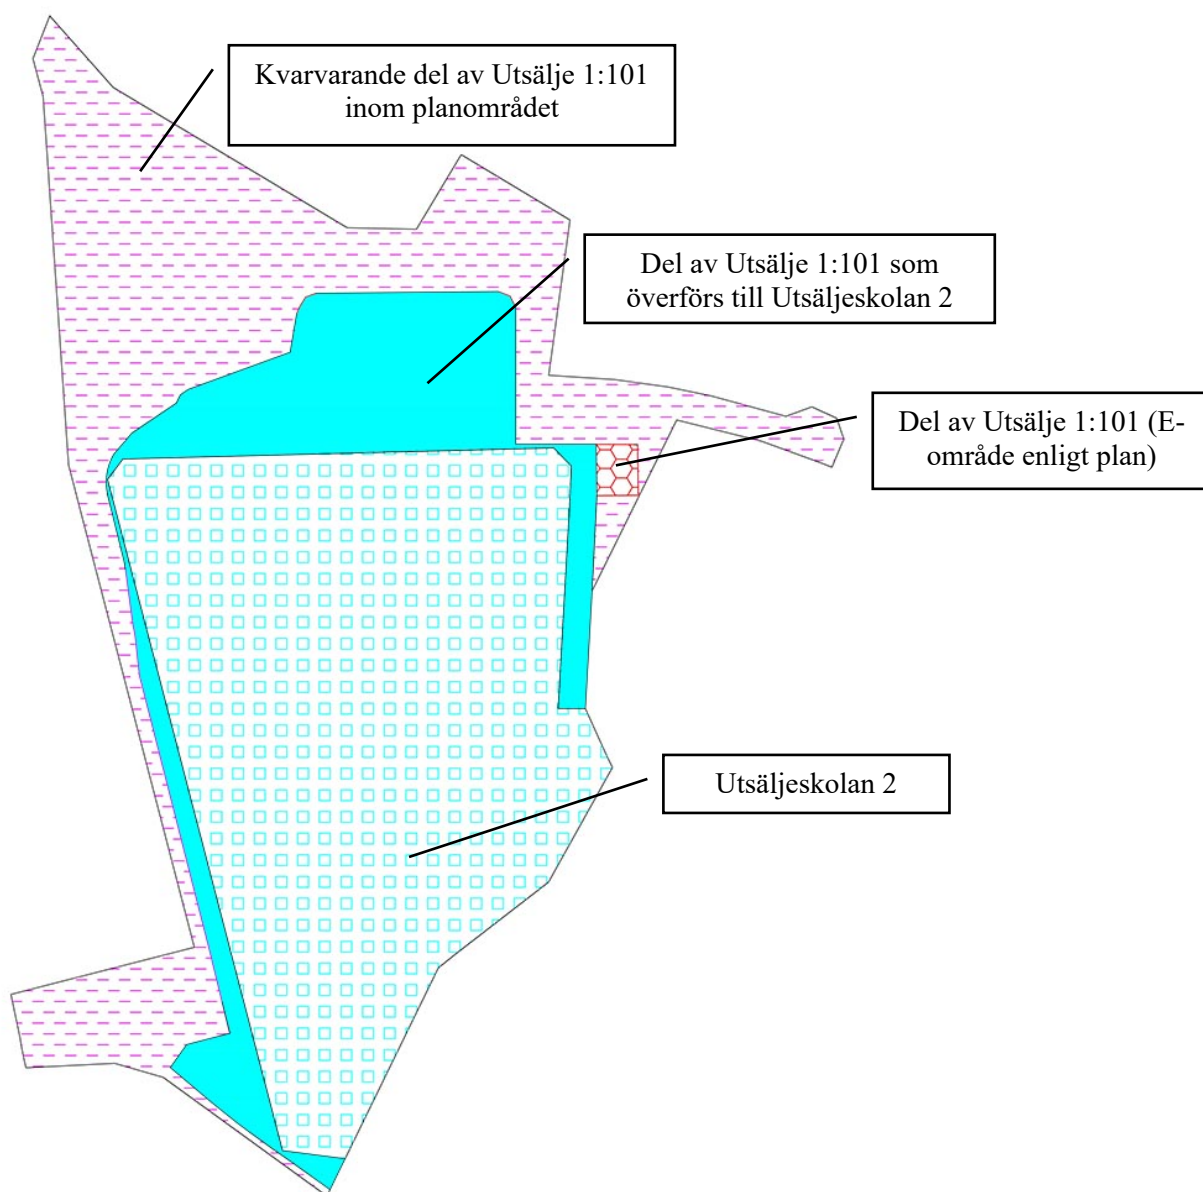 Kvarvarande del av Utsälje 1:101
inom planområdet
Del av Utsälje 1:101 som
överförs till Utsäljeskolan 2
Del av Utsälje 1:101 (E-
område enligt plan)
Utsäljeskolan 2